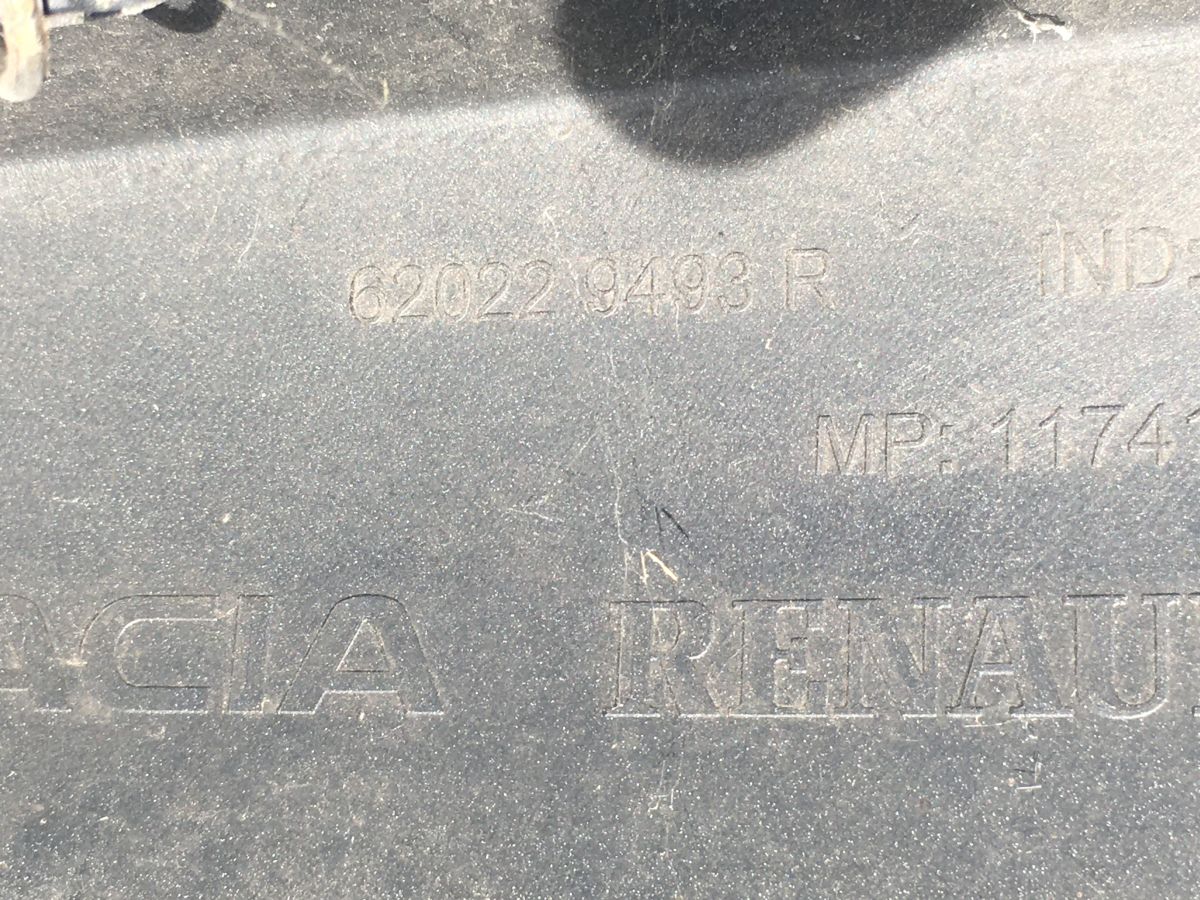 62022 9493 R IND:
MP: 1174
ACIA RENAU